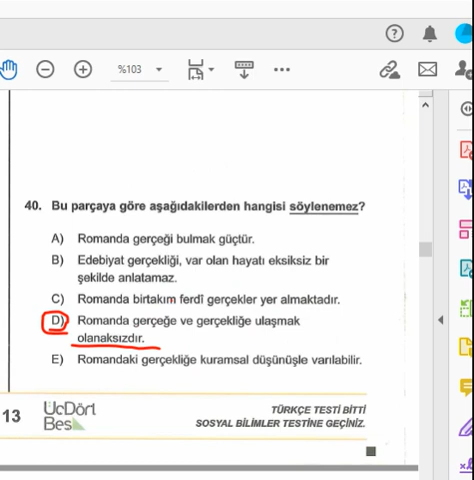 %103
40. Bu parçaya göre aşağıdakilerden hangisi söylenemez?
A) Romanda gerçeği bulmak güçtür.
B) Edebiyat gerçekliği, var olan hayatı eksiksiz bir
şekilde anlatamaz.
C) Romanda birtakım ferdî gerçekler yer almaktadır.
D) Romanda gerçeğe ve gerçekliğe ulaşmak
olanaksızdır.
E) Romandaki gerçekliğe kuramsal düşünüşle varılabilir.
13
ÜcDört
Bes
TÜRKÇE TESTİ BİTTİ
SOSYAL BİLİMLER TESTİNE GEÇİNİZ.